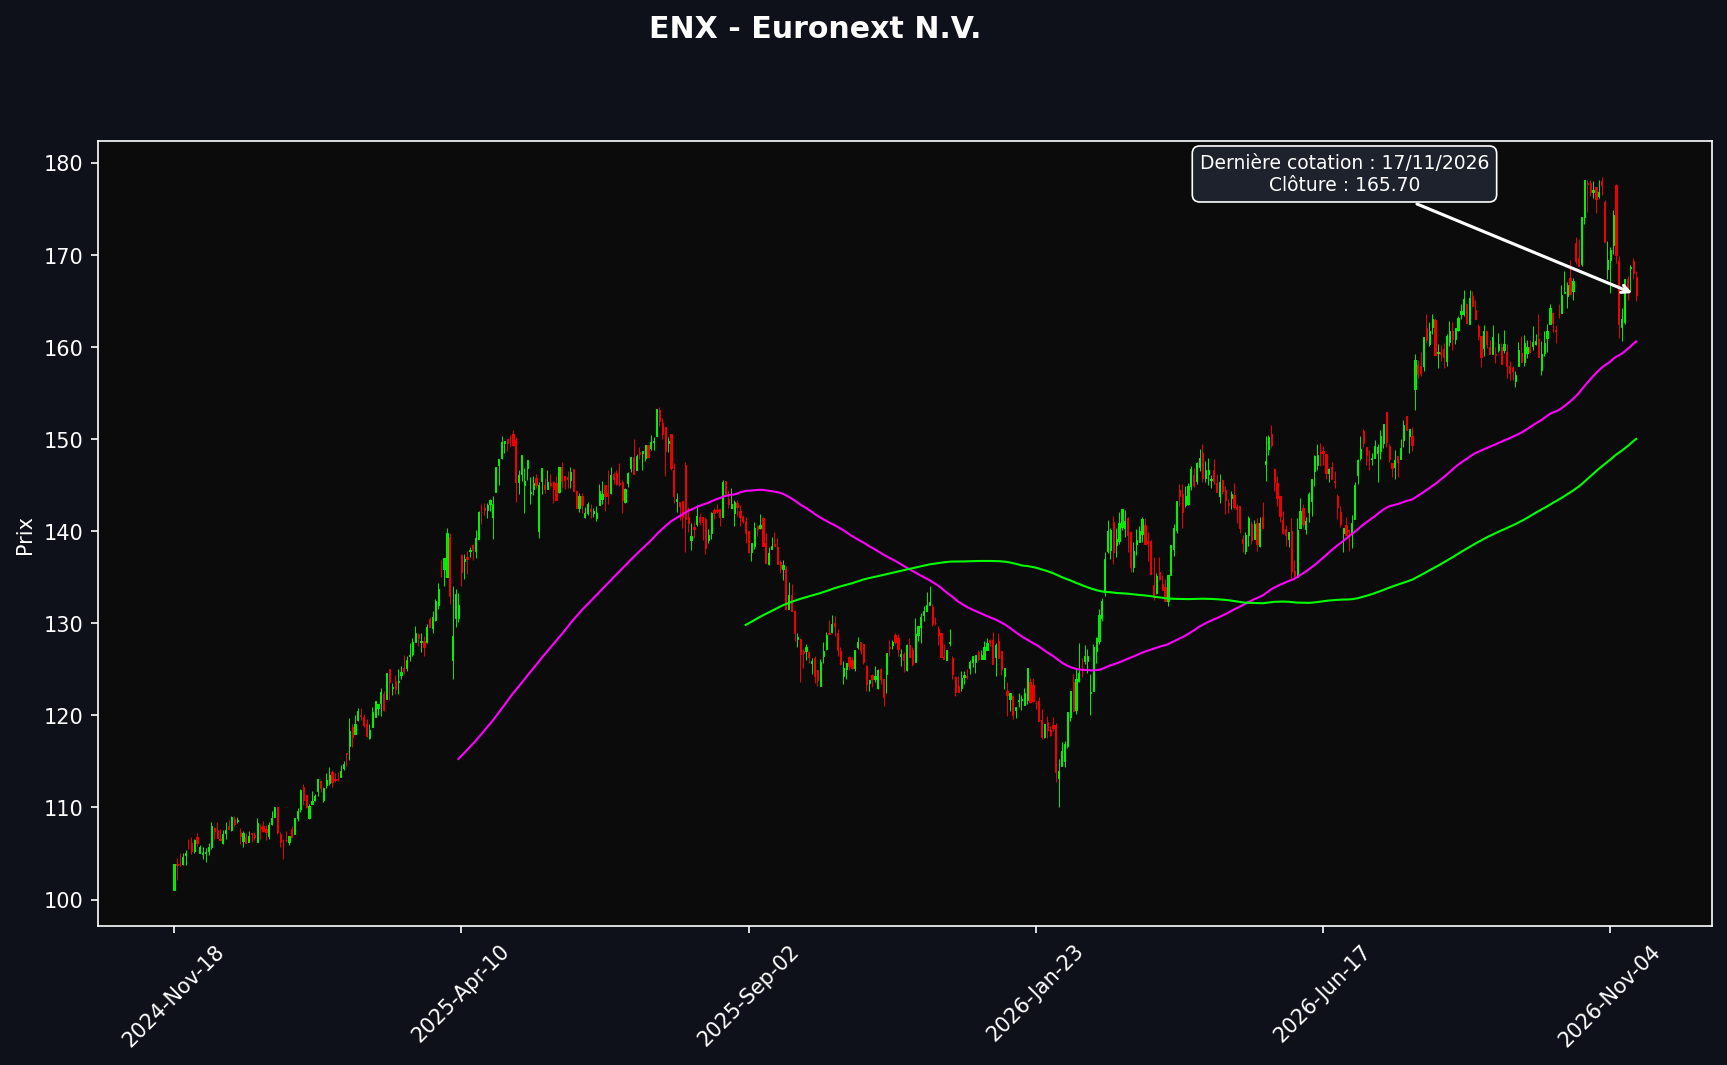 ENX - Euronext N.V.
Dernière cotation : 17/11/2026
Clôture : 165.70
180
170
160
150
140
130
120
110
100
Prix
2024-Nov-18
2025-Apr-10
2025-Sep-02
2026-Jan-23
2026-Jun-17
2026-Nov-04